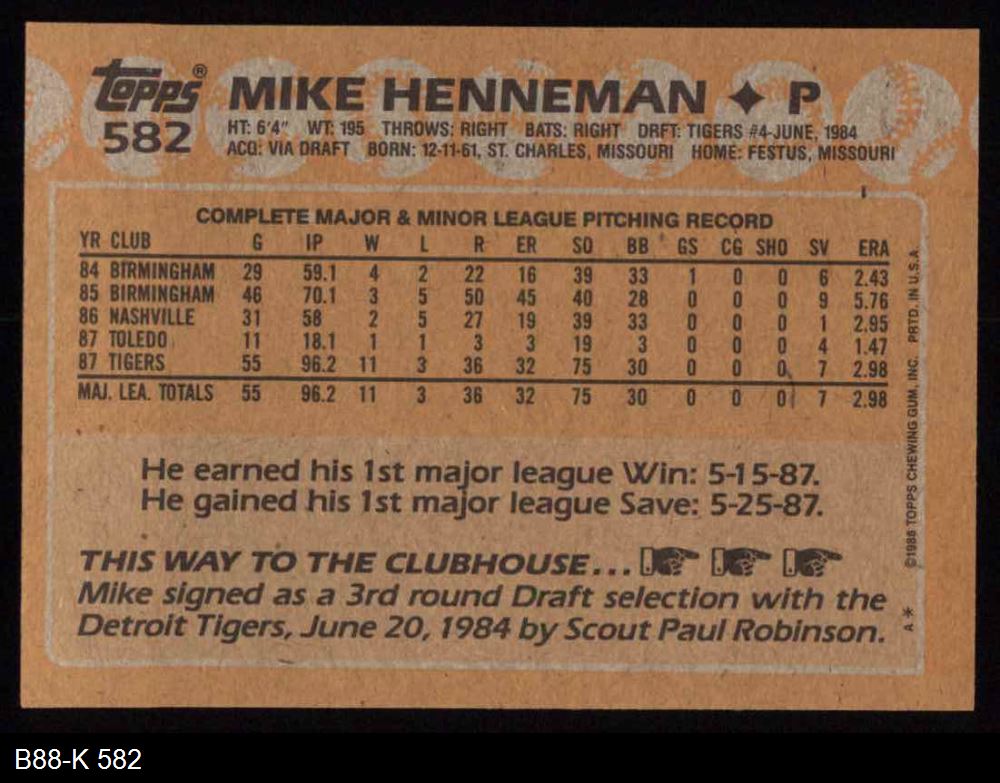 topps®
582
MIKE HENNEMAN ✦ P
HT: 6'4" WT: 195 THROWS: RIGHT BATS: RIGHT DRFT: TIGERS #4-JUNE, 1984
ACQ: VIA DRAFT BORN: 12-11-61, ST. CHARLES, MISSOURI HOME: FESTUS, MISSOURI
COMPLETE MAJOR & MINOR LEAGUE PITCHING RECORD
YR CLUB G IP W L R ER SO BB GS CG SHO SV ERA
84 BIRMINGHAM 29 59.1 4 2 22 16 39 33 1 0 0 6 2.43
85 BIRMINGHAM 46 70.1 3 5 50 45 40 28 0 0 0 9 5.76
86 NASHVILLE 31 58 2 5 27 19 39 33 0 0 0 1 2.95
87 TOLEDO 11 18.1 1 1 3 3 19 3 0 0 0 4 1.47
87 TIGERS 55 96.2 11 3 36 32 75 30 0 0 0 7 2.98
MAJ. LEA. TOTALS 55 96.2 11 3 36 32 75 30 0 0 0 7 2.98
He earned his 1st major league Win: 5-15-87.
He gained his 1st major league Save: 5-25-87.
THIS WAY TO THE CLUBHOUSE...
Mike signed as a 3rd round Draft selection with the
Detroit Tigers, June 20, 1984 by Scout Paul Robinson.
A* ©1988 TOPPS CHEWING GUM, INC. PRTD. IN U.S.A.
B88-K 582